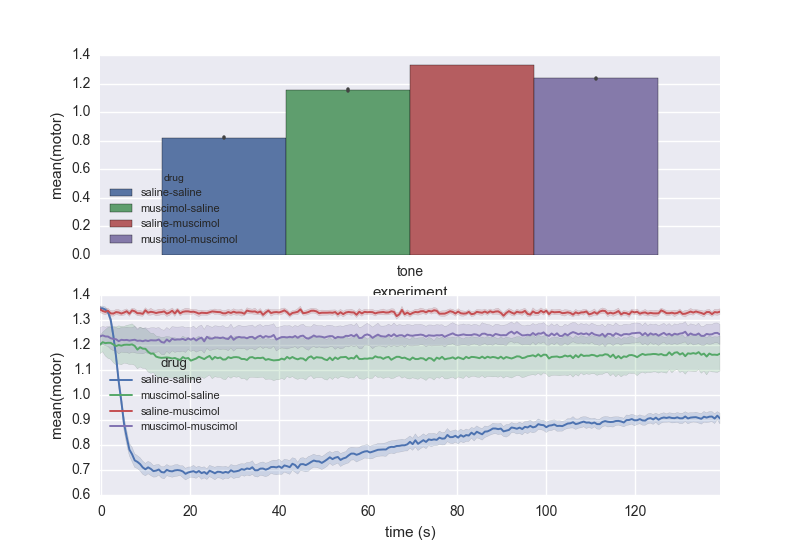 1.4
1.2
1.0
0.8
0.6
0.4
0.2
0.0
mean(motor)
drug
saline-saline
muscimol-saline
saline-muscimol
muscimol-muscimol
tone
experiment
1.4
1.3
1.2
1.1
1.0
0.9
0.8
0.7
0.6
mean(motor)
drug
saline-saline
muscimol-saline
saline-muscimol
muscimol-muscimol
0 20 40 60 80 100 120
time (s)